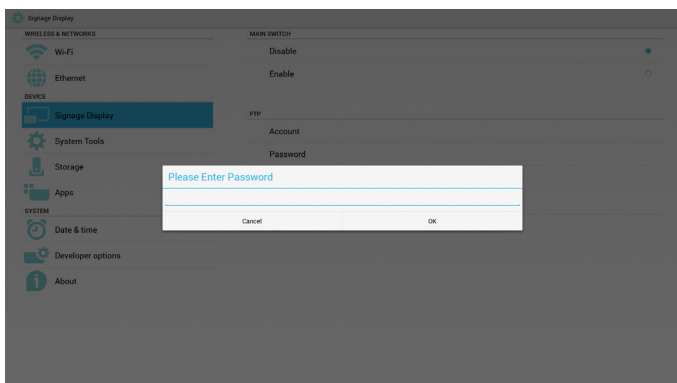 Signage Display
WIRELESS & NETWORKS
Wi-Fi
Ethernet
DEVICE
Signage Display
System Tools
Storage
Apps
SYSTEM
Date & time
Developer options
About
MAIN SWITCH
Disable
Enable
FTP
Account
Password
Please Enter Password
Cancel
OK